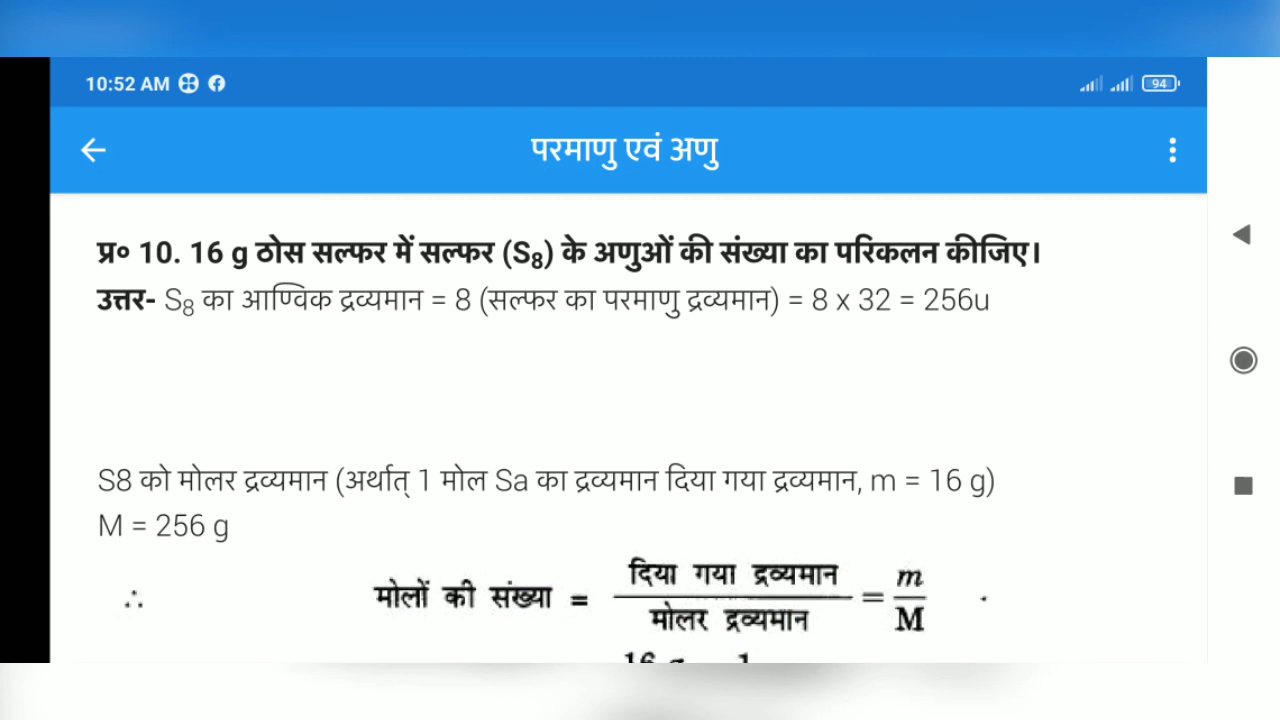 10:52 AM
94
परमाणु एवं अणु
प्र० 10. 16 g ठोस सल्फर में सल्फर (S₈) के अणुओं की संख्या का परिकलन कीजिए।
उत्तर- S₈ का आण्विक द्रव्यमान = 8 (सल्फर का परमाणु द्रव्यमान) = 8 x 32 = 256u
S8 को मोलर द्रव्यमान (अर्थात् 1 मोल Sa का द्रव्यमान दिया गया द्रव्यमान, m = 16 g)
M = 256 g
∴ मोलों की संख्या = दिया गया द्रव्यमान / मोलर द्रव्यमान = m / M